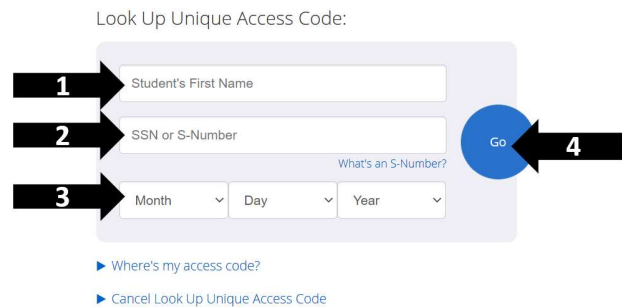 Look Up Unique Access Code:
1
Student's First Name
2
SSN or S-Number
Go
4
What's an S-Number?
3
Month
Day
Year
Where's my access code?
Cancel Look Up Unique Access Code